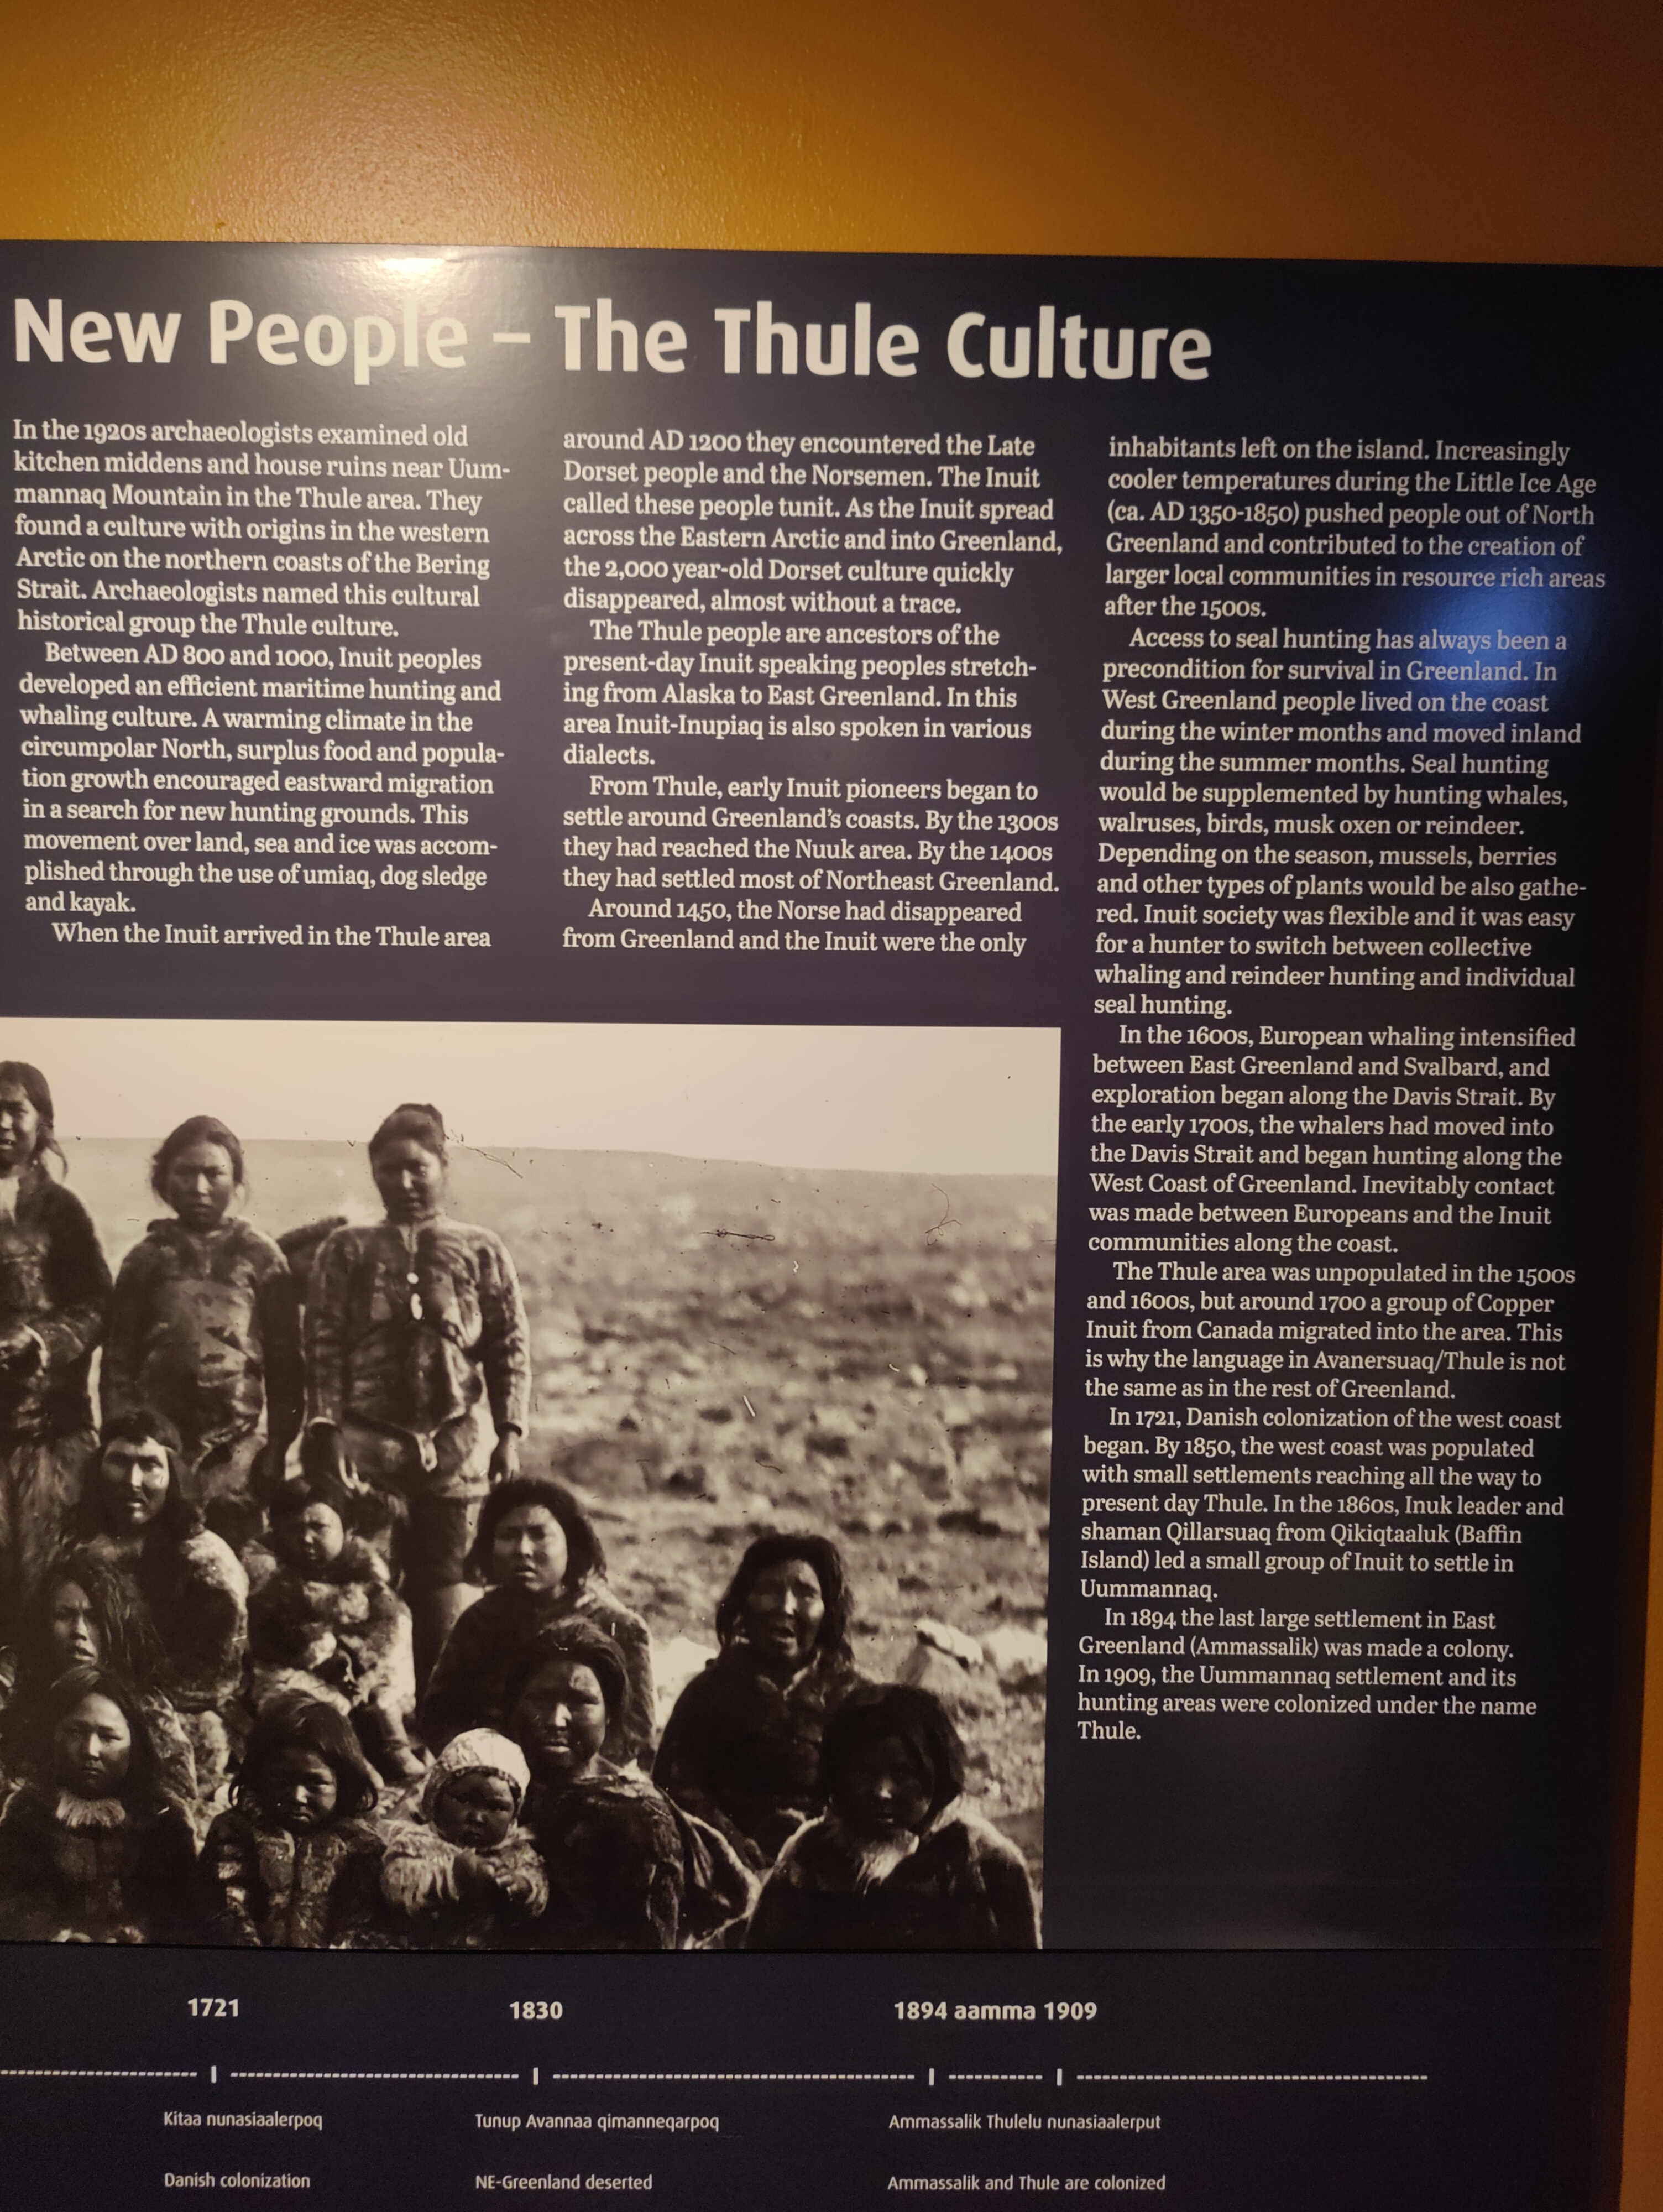 New People – The Thule Culture
In the 1920s archaeologists examined old
kitchen middens and house ruins near Uum-
mannaq Mountain in the Thule area. They
found a culture with origins in the western
Arctic on the northern coasts of the Bering
Strait. Archaeologists named this cultural
historical group the Thule culture.
Between AD 800 and 1000, Inuit peoples
developed an efficient maritime hunting and
whaling culture. A warming climate in the
circumpolar North, surplus food and popula-
tion growth encouraged eastward migration
in a search for new hunting grounds. This
movement over land, sea and ice was accom-
plished through the use of umiaq, dog sledge
and kayak.
When the Inuit arrived in the Thule area
around AD 1200 they encountered the Late
Dorset people and the Norsemen. The Inuit
called these people tunit. As the Inuit spread
across the Eastern Arctic and into Greenland,
the 2,000 year-old Dorset culture quickly
disappeared, almost without a trace.
The Thule people are ancestors of the
present-day Inuit speaking peoples stretch-
ing from Alaska to East Greenland. In this
area Inuit-Inupiaq is also spoken in various
dialects.
From Thule, early Inuit pioneers began to
settle around Greenland's coasts. By the 1300s
they had reached the Nuuk area. By the 1400s
they had settled most of Northeast Greenland.
Around 1450, the Norse had disappeared
from Greenland and the Inuit were the only
inhabitants left on the island. Increasingly
cooler temperatures during the Little Ice Age
(ca. AD 1350-1850) pushed people out of North
Greenland and contributed to the creation of
larger local communities in resource rich areas
after the 1500s.
Access to seal hunting has always been a
precondition for survival in Greenland. In
West Greenland people lived on the coast
during the winter months and moved inland
during the summer months. Seal hunting
would be supplemented by hunting whales,
walruses, birds, musk oxen or reindeer.
Depending on the season, mussels, berries
and other types of plants would be also gathe-
red. Inuit society was flexible and it was easy
for a hunter to switch between collective
whaling and reindeer hunting and individual
seal hunting.
In the 1600s, European whaling intensified
between East Greenland and Svalbard, and
exploration began along the Davis Strait. By
the early 1700s, the whalers had moved into
the Davis Strait and began hunting along the
West Coast of Greenland. Inevitably contact
was made between Europeans and the Inuit
communities along the coast.
The Thule area was unpopulated in the 1500s
and 1600s, but around 1700 a group of Copper
Inuit from Canada migrated into the area. This
is why the language in Avanersuaq/Thule is not
the same as in the rest of Greenland.
In 1721, Danish colonization of the west coast
began. By 1850, the west coast was populated
with small settlements reaching all the way to
present day Thule. In the 1860s, Inuk leader and
shaman Qillarsuaq from Qikiqtaaluk (Baffin
Island) led a small group of Inuit to settle in
Uummannaq.
In 1894 the last large settlement in East
Greenland (Ammassalik) was made a colony.
In 1909, the Uummannaq settlement and its
hunting areas were colonized under the name
Thule.
1721 1830 1894 aamma 1909
Kitaa nunasiaalerpoq Tunup Avannaa qimanneqarpoq Ammassalik Thulelu nunasiaalerput
Danish colonization NE-Greenland deserted Ammassalik and Thule are colonized